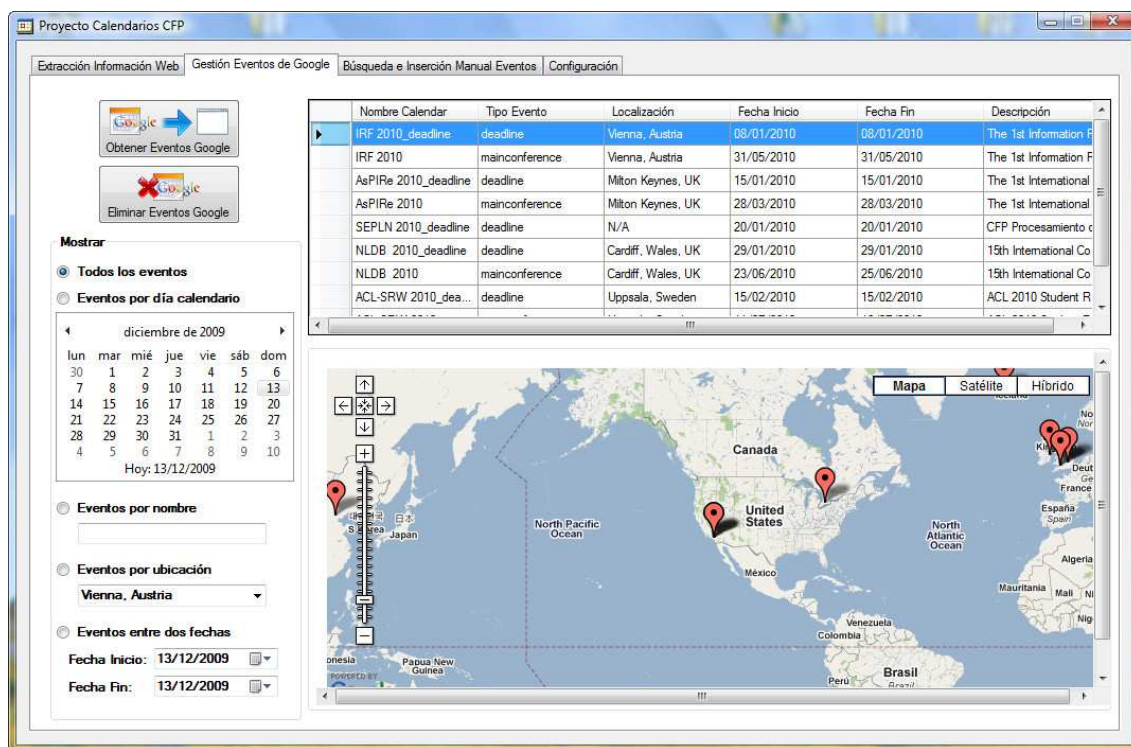 Proyecto Calendarios CFP
Extracción Información Web Gestión Eventos de Google Búsqueda e Inserción Manual Eventos Configuración
Google
Obtener Eventos Google
Google
Eliminar Eventos Google
Mostrar
Todos los eventos
Eventos por día calendario
diciembre de 2009
lun mar mié jue vie sáb dom
30 1 2 3 4 5 6
7 8 9 10 11 12 13
14 15 16 17 18 19 20
21 22 23 24 25 26 27
28 29 30 31 1 2 3
4 5 6 7 8 9 10
Hoy: 13/12/2009
Eventos por nombre
Eventos por ubicación
Vienna, Austria
Eventos entre dos fechas
Fecha Inicio: 13/12/2009
Fecha Fin: 13/12/2009
Nombre Calendar Tipo Evento Localización Fecha Inicio Fecha Fin Descripción
IRF 2010_deadline deadline Vienna, Austria 08/01/2010 08/01/2010 The 1st Information F
IRF 2010 mainconference Vienna, Austria 31/05/2010 31/05/2010 The 1st Information F
AsPIRe 2010_deadline deadline Milton Keynes, UK 15/01/2010 15/01/2010 The 1st International
AsPIRe 2010 mainconference Milton Keynes, UK 28/03/2010 28/03/2010 The 1st International
SEPLN 2010_deadline deadline N/A 20/01/2010 20/01/2010 CFP Procesamiento d
NLDB 2010_deadline deadline Cardiff, Wales, UK 29/01/2010 29/01/2010 15th International Co
NLDB 2010 mainconference Cardiff, Wales, UK 23/06/2010 25/06/2010 15th International Co
ACL-SRW 2010_dea... deadline Uppsala, Sweden 15/02/2010 15/02/2010 ACL 2010 Student R
Mapa Satélite Híbrido
Canada
United
States
México
North Pacific
Ocean
North
Atlantic
Ocean
日本
Japan
Deut
France
España
Spain
Algeria
Mauritania Mali Ni
Nig
Venezuela
Colombia
Perú
Brasil
Brazil
Papua New
Guinea
onesia
POWERED BY